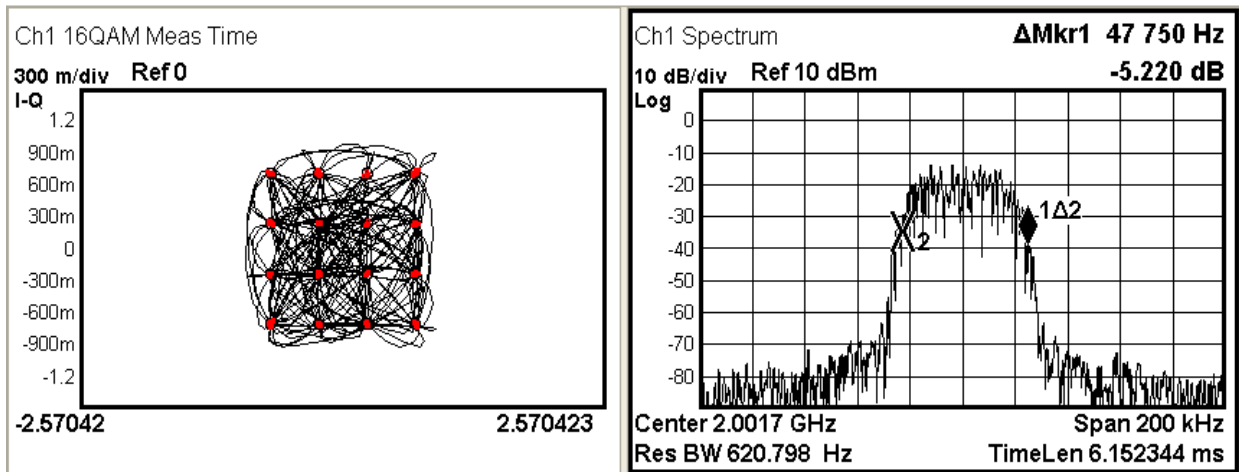 Ch1 16QAM Meas Time
300 m/div Ref 0
I-Q
1.2
900m
600m
300m
0
-300m
-600m
-900m
-1.2
-2.57042 2.570423
Ch1 Spectrum ΔMkr1 47 750 Hz
10 dB/div Ref 10 dBm -5.220 dB
Log
0
-10
-20
-30
-40
-50
-60
-70
-80
1Δ2
2
Center 2.0017 GHz Span 200 kHz
Res BW 620.798 Hz TimeLen 6.152344 ms